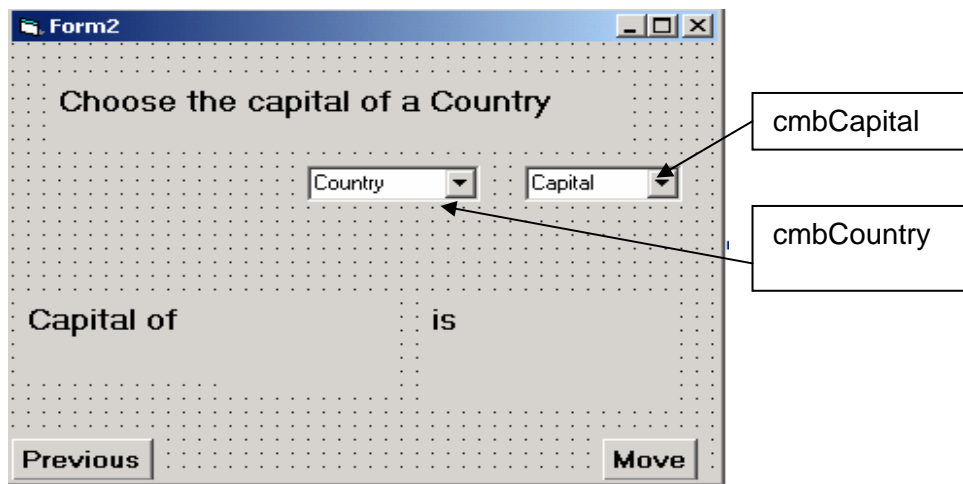 Form2
Choose the capital of a Country
cmbCapital
Country
Capital
cmbCountry
Capital of
is
Previous
Move